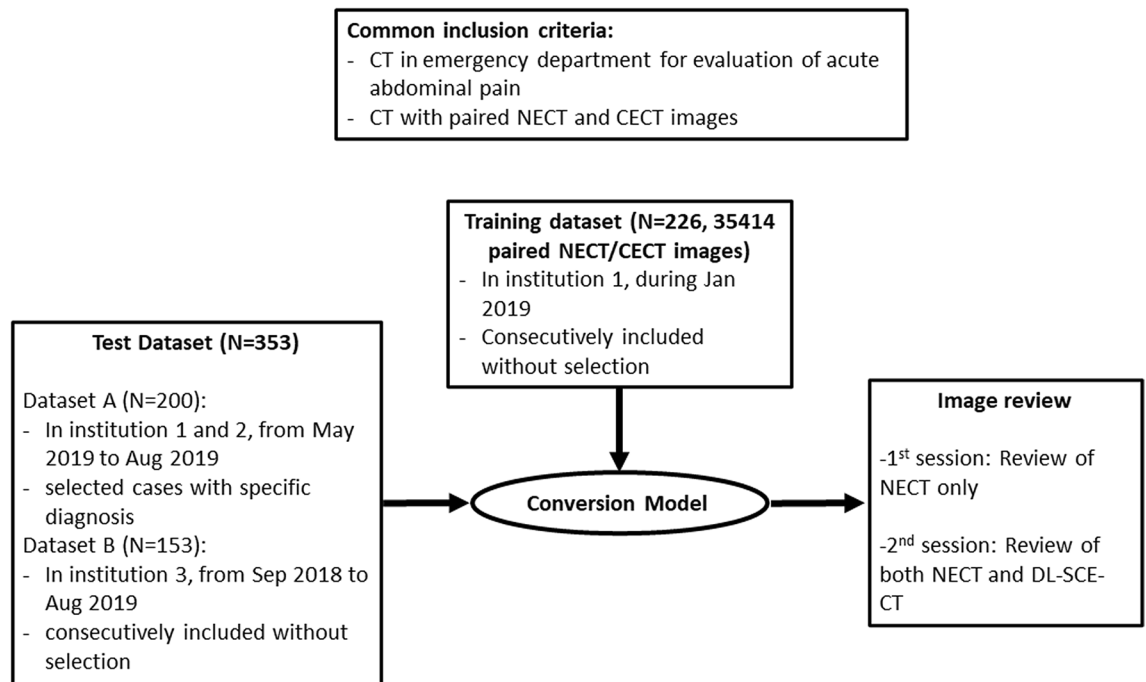 Common inclusion criteria:
- CT in emergency department for evaluation of acute
abdominal pain
- CT with paired NECT and CECT images
Training dataset (N=226, 35414
paired NECT/CECT images)
- In institution 1, during Jan
2019
- Consecutively included
without selection
Test Dataset (N=353)
Dataset A (N=200):
- In institution 1 and 2, from May
2019 to Aug 2019
- selected cases with specific
diagnosis
Dataset B (N=153):
- In institution 3, from Sep 2018 to
Aug 2019
- consecutively included without
selection
Conversion Model
Image review
-1st session: Review of
NECT only
-2nd session: Review of
both NECT and DL-SCE-
CT